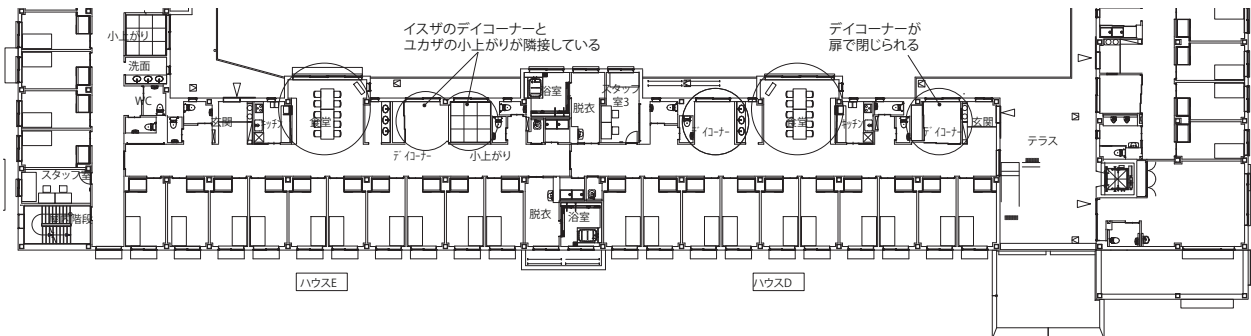 イスザのデイコーナーと
ユカザの小上がりが隣接している
デイコーナーが
扉で閉じられる
小上がり
洗面
WC
玄関
キッチン
食堂
デイコーナー
小上がり
浴室
脱衣
スタッフ
室3
デイコーナー
食堂
キッチン
デイコーナー
玄関
テラス
スタッフ室
屋内階段
脱衣
浴室
ハウスE
ハウスD